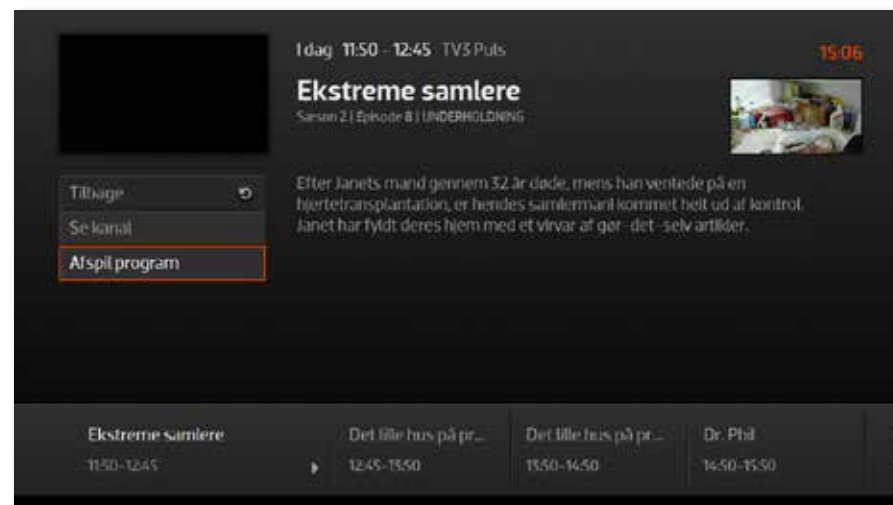 I dag 11:50 - 12:45 TV3 Puls
15:06
Ekstreme samlere
Sæson 2 | Episode 8 | UNDERHOLDNING
Efter Janets mand gennem 32 år døde, mens han ventede på en
hjertetransplantation, er hendes samlermani kommet helt ud af kontrol.
Janet har fyldt deres hjem med et virvar af gør-det-selv artikler.
Tilbage
Se kanal
Afspil program
Ekstreme samlere
11:50-12:45
Det lille hus på pr...
12:45-13:50
Det lille hus på pr...
13:50-14:50
Dr. Phil
14:50-15:50